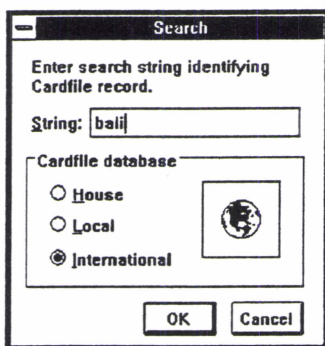 Search
Enter search string identifying
Cardfile record.
String: bali
Cardfile database
House
Local
International
OK
Cancel